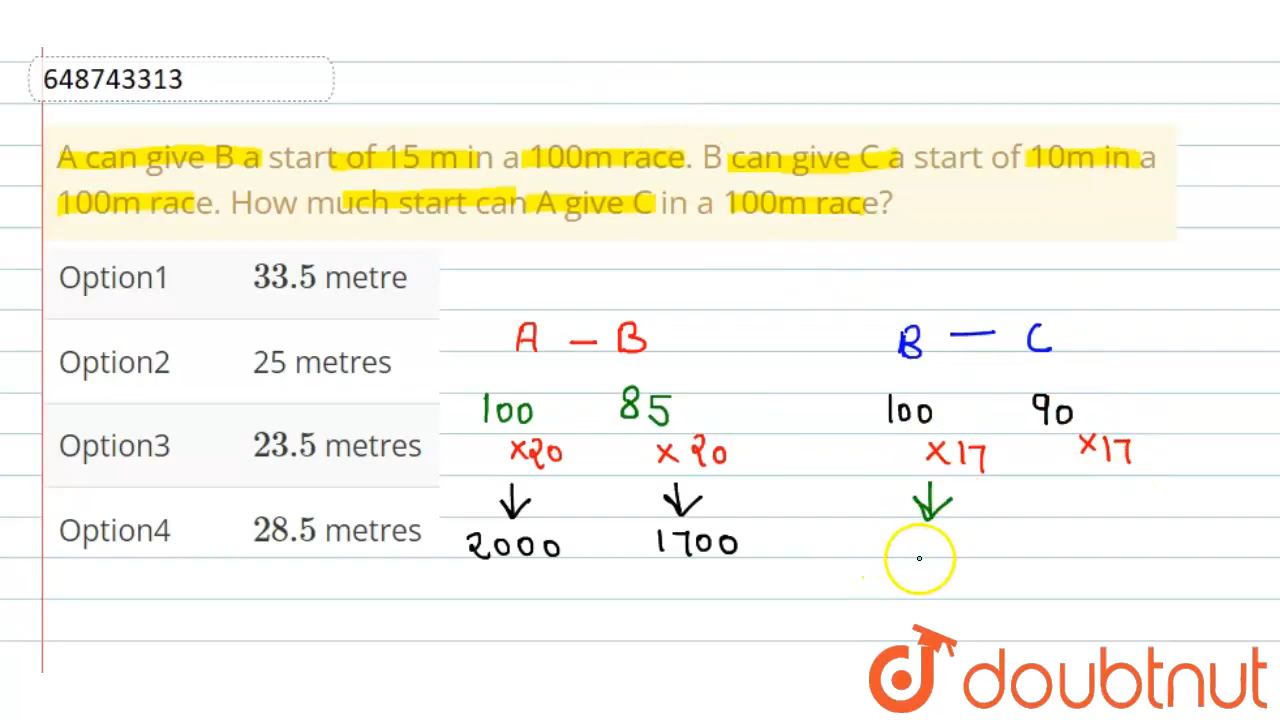 648743313
A can give B a start of 15 m in a 100m race. B can give C a start of 10m in a
100m race. How much start can A give C in a 100m race?
Option1 33.5 metre
Option2 25 metres
Option3 23.5 metres
Option4 28.5 metres
A – B B – C
100 85 100 90
×20 ×20 ×17 ×17
↓ ↓ ↓
2000 1700
doubtnut